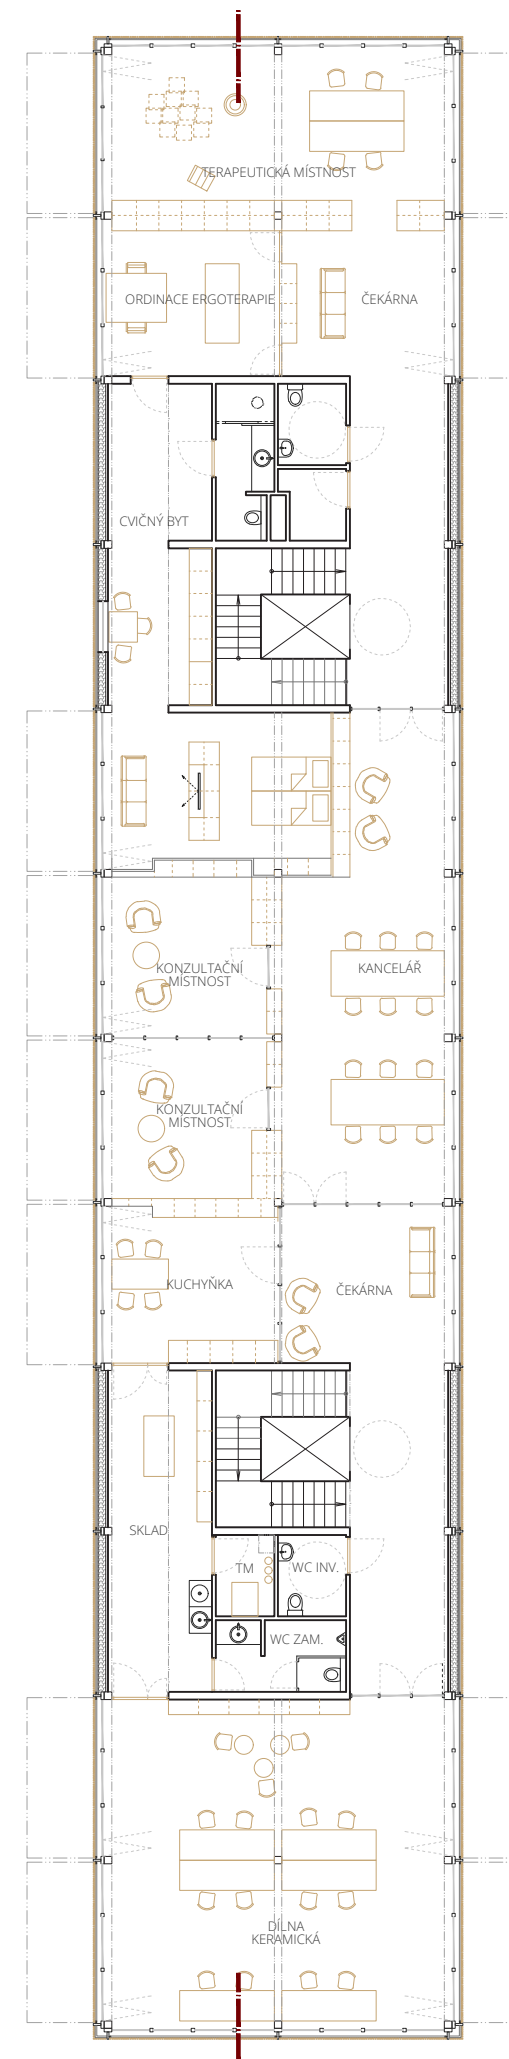 TERAPEUTICKÁ MÍSTNOST
ORDINACE ERGOTERAPIE
ČEKÁRNA
CVIČNÝ BYT
KONZULTAČNÍ
MÍSTNOST
KANCELÁŘ
KONZULTAČNÍ
MÍSTNOST
KUCHYŇKA
ČEKÁRNA
SKLAD
TM
WC INV.
WC ZAM.
DÍLNA
KERAMICKÁ